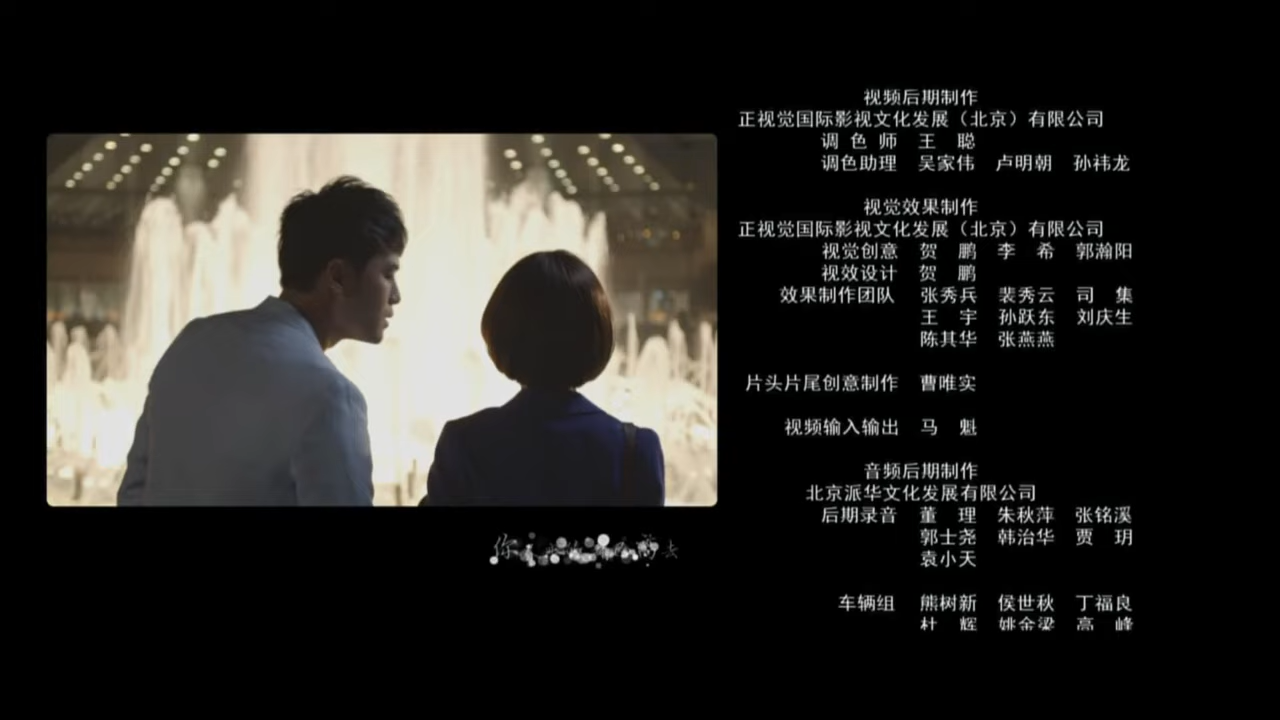 视频后期制作
正视觉国际影视文化发展（北京）有限公司
调 色 师 王 聪
调色助理 吴家伟 卢明朝 孙祎龙
视觉效果制作
正视觉国际影视文化发展（北京）有限公司
视觉创意 贺 鹏 李 希 郭瀚阳
视效设计 贺 鹏
效果制作团队 张秀兵 裴秀云 司 集
王 宇 孙跃东 刘庆生
陈其华 张燕燕
片头片尾创意制作 曹唯实
视频输入输出 马 魁
音频后期制作
北京派华文化发展有限公司
后期录音 董 理 朱秋萍 张铭溪
郭士尧 韩治华 贾 玥
袁小天
车辆组 熊树新 侯世秋 丁福良
杜 辉 姚金梁 高 峰
你